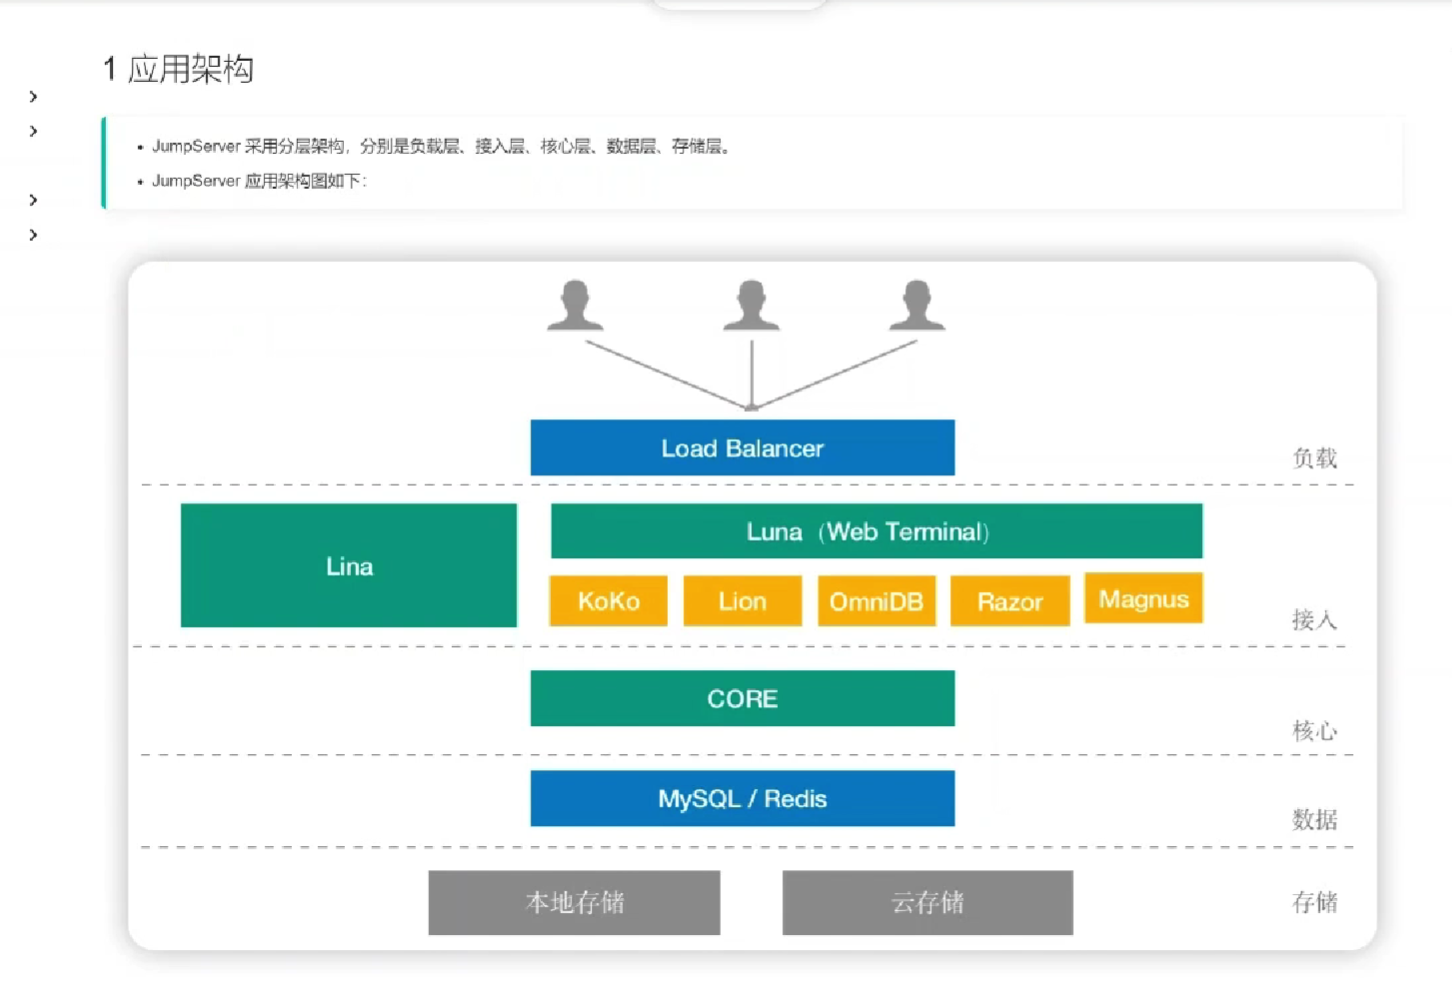 1 应用架构
JumpServer 采用分层架构，分别是负载层、接入层、核心层、数据层、存储层。
JumpServer 应用架构图如下：
Load Balancer
负载
Lina
Luna（Web Terminal）
KoKo
Lion
OmniDB
Razor
Magnus
接入
CORE
核心
MySQL / Redis
数据
本地存储
云存储
存储